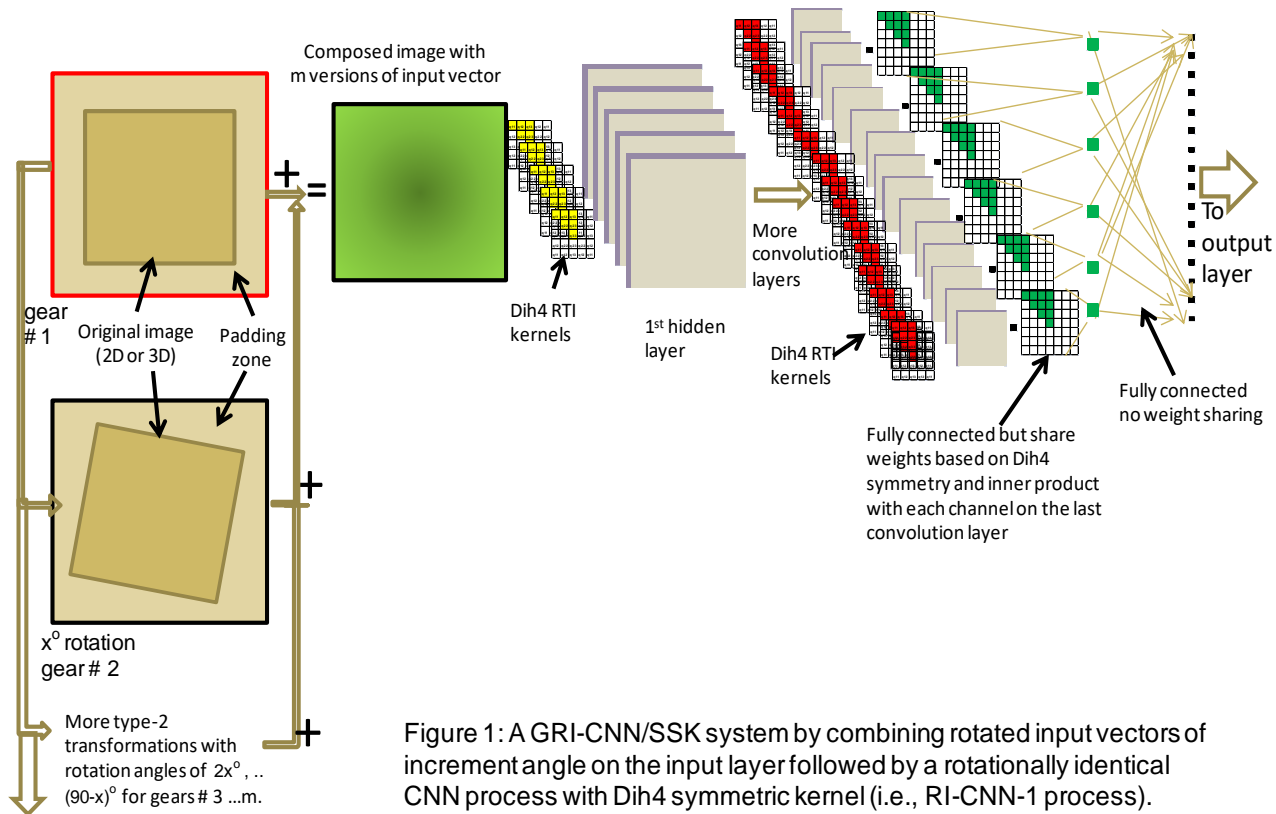 Composed image with
m versions of input vector
+
=
gear
# 1
Original image
(2D or 3D)
Padding
zone
Dih4 RTI
kernels
1st hidden
layer
More
convolution
layers
Dih4 RTI
kernels
To
output
layer
Fully connected
no weight sharing
Fully connected but share
weights based on Dih4
symmetry and inner product
with each channel on the last
convolution layer
+
x° rotation
gear # 2
+
More type-2
transformations with
rotation angles of 2x° , ..
(90-x)° for gears # 3 ...m.
Figure 1: A GRI-CNN/SSK system by combining rotated input vectors of
increment angle on the input layer followed by a rotationally identical
CNN process with Dih4 symmetric kernel (i.e., RI-CNN-1 process).